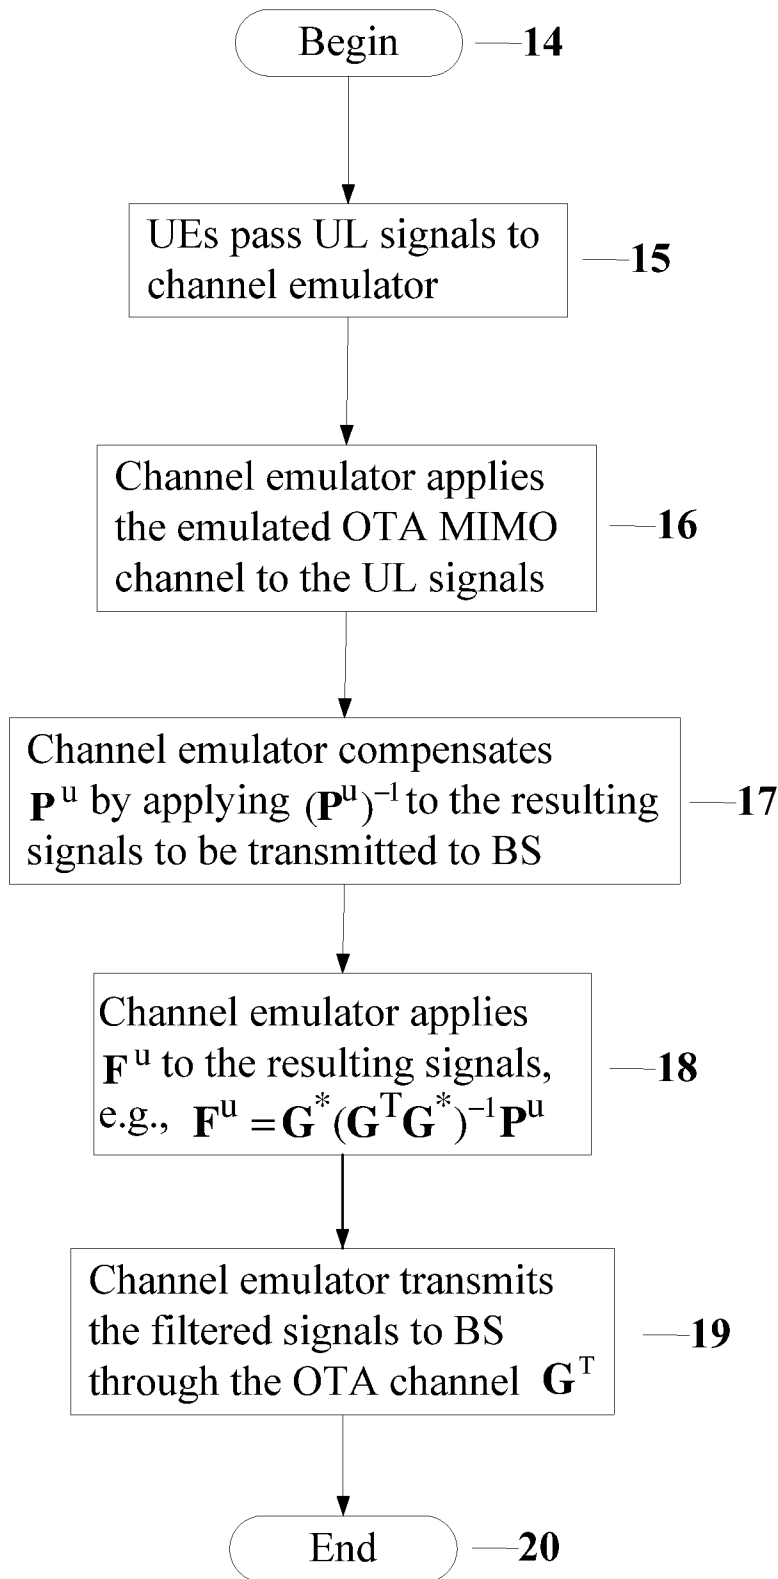 Begin 14
UEs pass UL signals to
channel emulator
15
Channel emulator applies
the emulated OTA MIMO
channel to the UL signals
16
Channel emulator compensates
P^u by applying (P^u)^−1 to the resulting
signals to be transmitted to BS
17
Channel emulator applies
F^u to the resulting signals,
e.g., F^u = G^*(G^T G^*)^−1 P^u
18
Channel emulator transmits
the filtered signals to BS
through the OTA channel G^T
19
End 20